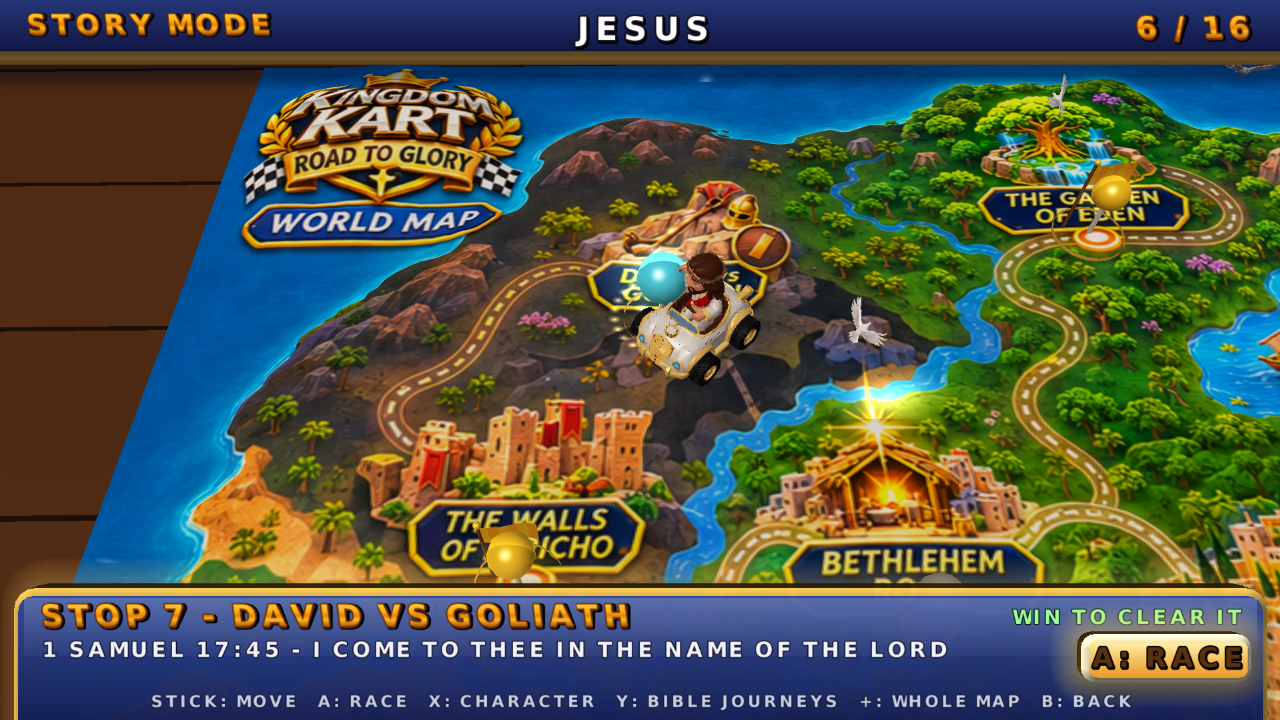 STORY MODE
JESUS
6 / 16
KINGDOM
KART
ROAD TO GLORY
WORLD MAP
THE GARDEN
OF EDEN
THE WALLS
OF JERICHO
BETHLEHEM
STOP 7 - DAVID VS GOLIATH
WIN TO CLEAR IT
1 SAMUEL 17:45 - I COME TO THEE IN THE NAME OF THE LORD
A: RACE
STICK: MOVE A: RACE X: CHARACTER Y: BIBLE JOURNEYS +: WHOLE MAP B: BACK